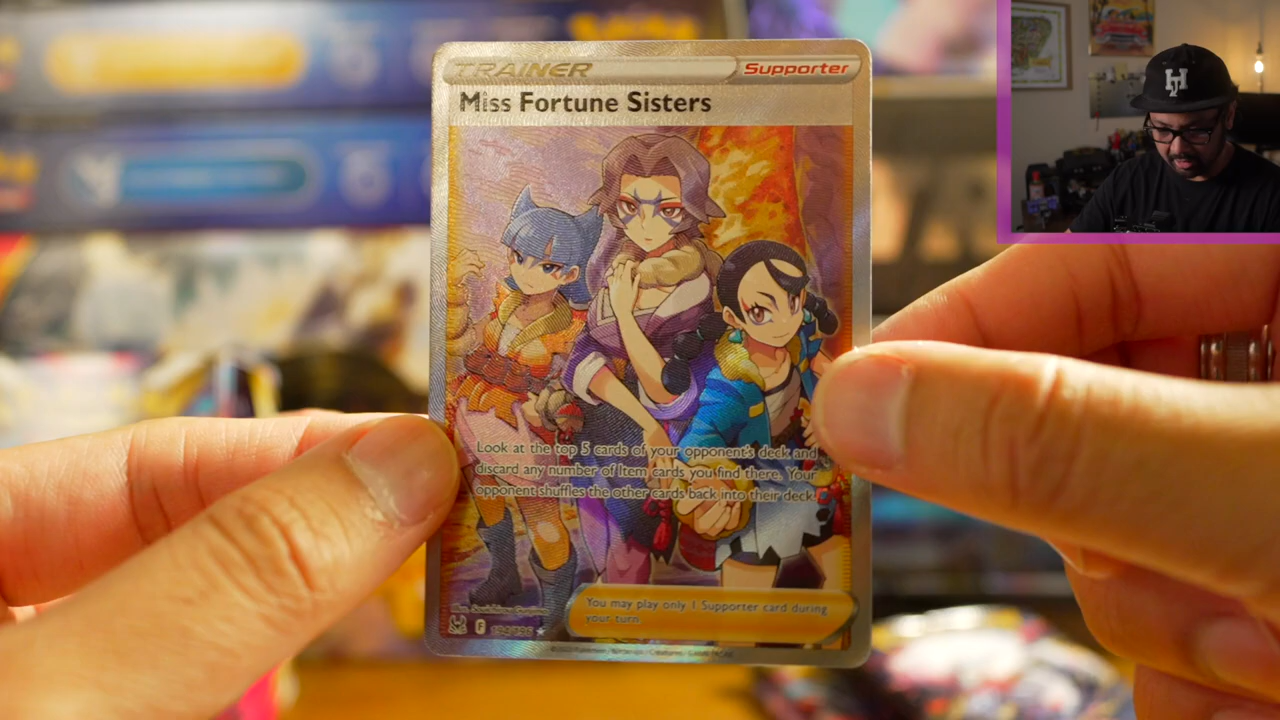 TRAINER
Supporter
Miss Fortune Sisters
Look at the top 5 cards of your opponent's deck and
discard any number of Item cards you find there. Your
opponent shuffles the other cards back into their deck.
You may play only 1 Supporter card during
your turn.
F